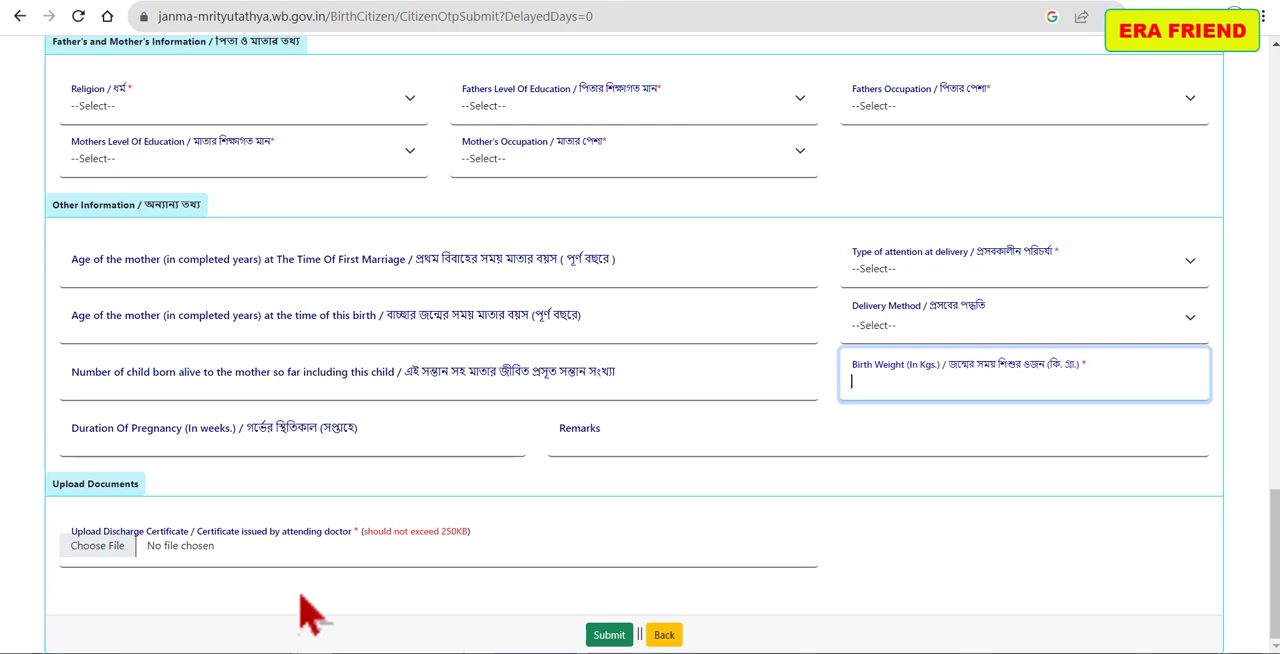 janma-mrityutathya.wb.gov.in/BirthCitizen/CitizenOtpSubmit?DelayedDays=0
ERA FRIEND
Father's and Mother's Information / পিতা ও মাতার তথ্য
Religion / ধর্ম *
--Select--
Fathers Level Of Education / পিতার শিক্ষাগত মান*
--Select--
Fathers Occupation / পিতার পেশা*
--Select--
Mothers Level Of Education / মাতার শিক্ষাগত মান*
--Select--
Mother's Occupation / মাতার পেশা*
--Select--
Other Information / অন্যান্য তথ্য
Age of the mother (in completed years) at The Time Of First Marriage / প্রথম বিবাহের সময় মাতার বয়স ( পূর্ণ বছরে )
Type of attention at delivery / প্রসবকালীন পরিচর্যা *
--Select--
Age of the mother (in completed years) at the time of this birth / বাচ্চার জন্মের সময় মাতার বয়স (পূর্ণ বছরে)
Delivery Method / প্রসবের পদ্ধতি
--Select--
Number of child born alive to the mother so far including this child / এই সন্তান সহ মাতার জীবিত প্রসূত সন্তান সংখ্যা
Birth Weight (In Kgs.) / জন্মের সময় শিশুর ওজন (কি. গ্রা.) *
Duration Of Pregnancy (In weeks.) / গর্ভের স্থিতিকাল (সপ্তাহে)
Remarks
Upload Documents
Upload Discharge Certificate / Certificate issued by attending doctor * (should not exceed 250KB)
Choose File
No file chosen
Submit || Back